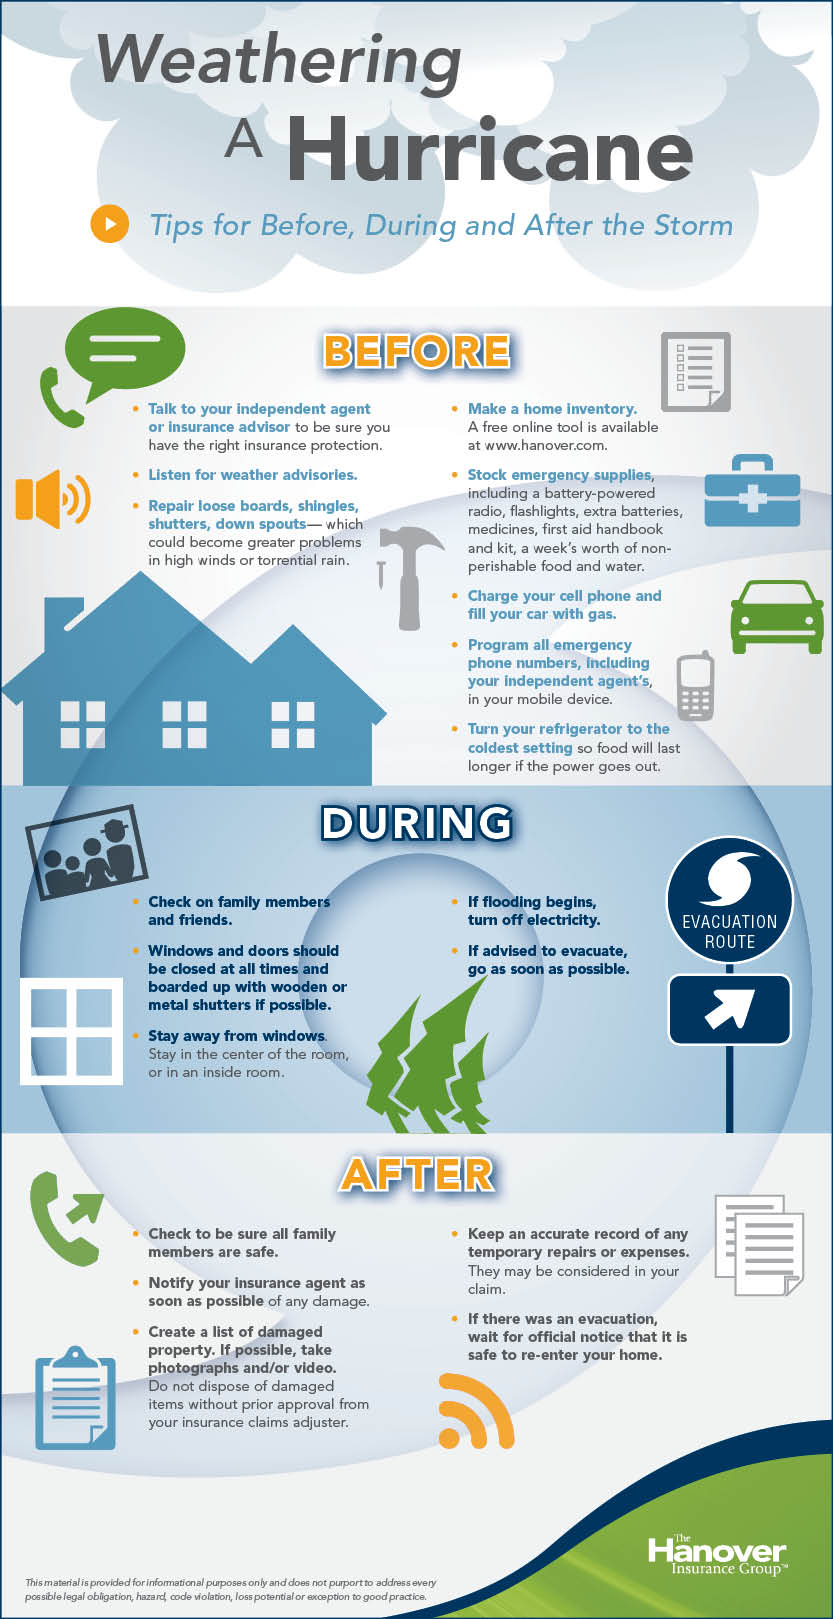 Weathering
A Hurricane
Tips for Before, During and After the Storm
BEFORE
• Talk to your independent agent
or insurance advisor to be sure you
have the right insurance protection.
• Listen for weather advisories.
• Repair loose boards, shingles,
shutters, down spouts— which
could become greater problems
in high winds or torrential rain.
• Make a home inventory.
A free online tool is available
at www.hanover.com.
• Stock emergency supplies,
including a battery-powered
radio, flashlights, extra batteries,
medicines, first aid handbook
and kit, a week's worth of non-
perishable food and water.
• Charge your cell phone and
fill your car with gas.
• Program all emergency
phone numbers, including
your independent agent's,
in your mobile device.
• Turn your refrigerator to the
coldest setting so food will last
longer if the power goes out.
DURING
• Check on family members
and friends.
• Windows and doors should
be closed at all times and
boarded up with wooden or
metal shutters if possible.
• Stay away from windows.
Stay in the center of the room,
or in an inside room.
• If flooding begins,
turn off electricity.
• If advised to evacuate,
go as soon as possible.
EVACUATION
ROUTE
AFTER
• Check to be sure all family
members are safe.
• Notify your insurance agent as
soon as possible of any damage.
• Create a list of damaged
property. If possible, take
photographs and/or video.
Do not dispose of damaged
items without prior approval from
your insurance claims adjuster.
• Keep an accurate record of any
temporary repairs or expenses.
They may be considered in your
claim.
• If there was an evacuation,
wait for official notice that it is
safe to re-enter your home.
The
Hanover
Insurance Group™
This material is provided for informational purposes only and does not purport to address every
possible legal obligation, hazard, code violation, loss potential or exception to good practice.